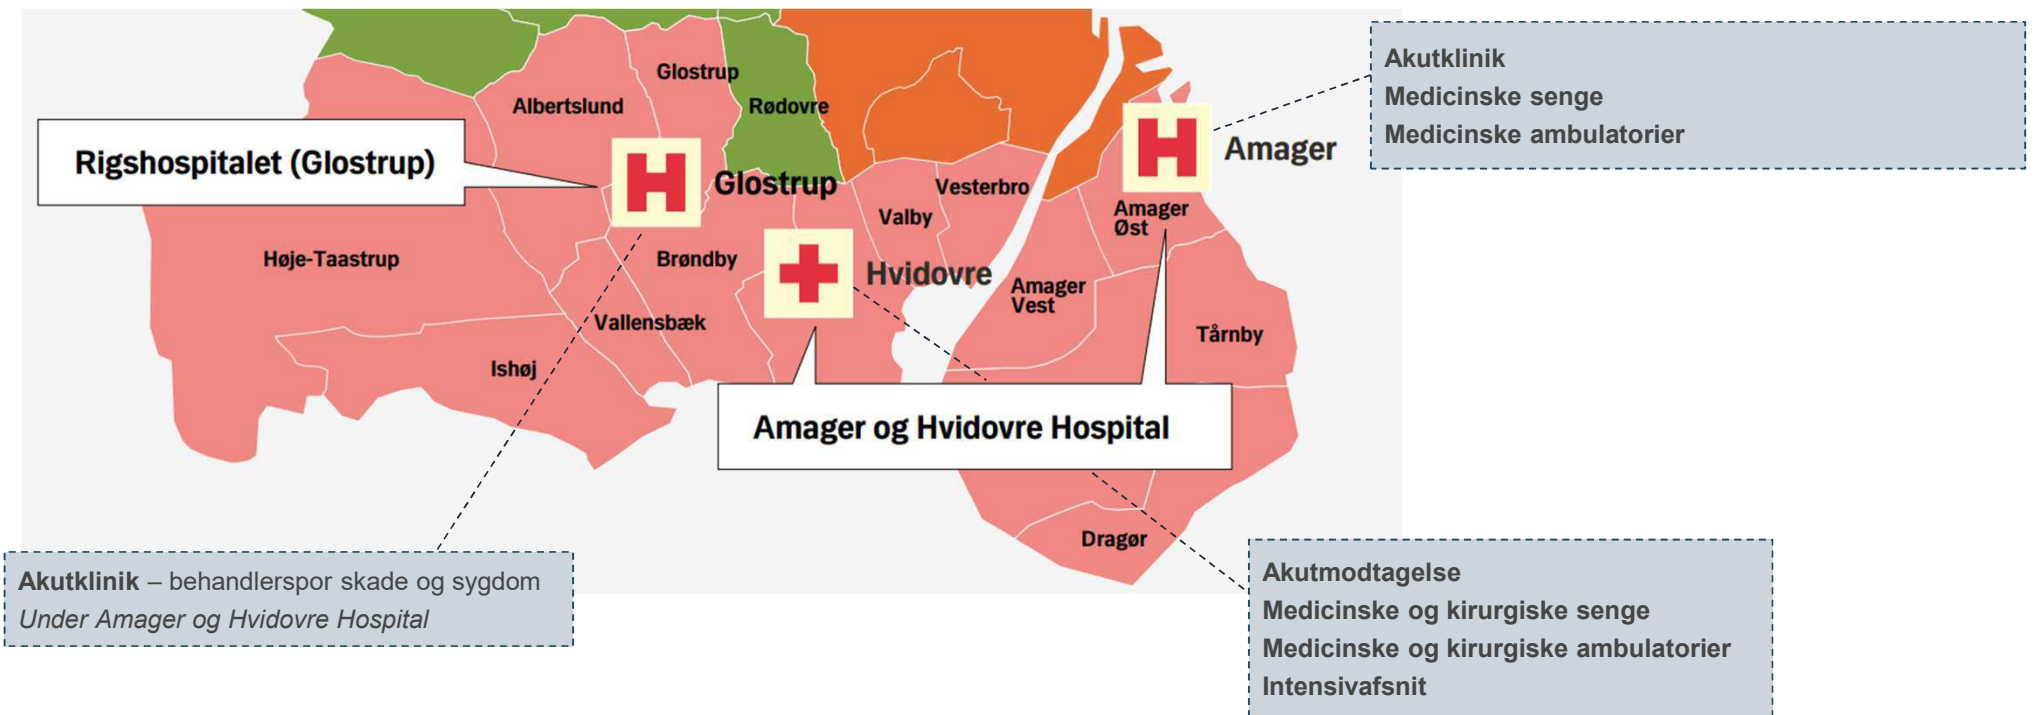 Akutklinik
Medicinske senge
Medicinske ambulatorier
Glostrup
Albertslund
Rødovre
Amager
Rigshospitalet (Glostrup)
Glostrup
Vesterbro
Valby
Amager
Øst
Høje-Taastrup
Brøndby
Hvidovre
Amager
Vest
Vallensbæk
Tårnby
Ishøj
Amager og Hvidovre Hospital
Dragør
Akutklinik – behandlerspor skade og sygdom
Under Amager og Hvidovre Hospital
Akutmodtagelse
Medicinske og kirurgiske senge
Medicinske og kirurgiske ambulatorier
Intensivafsnit